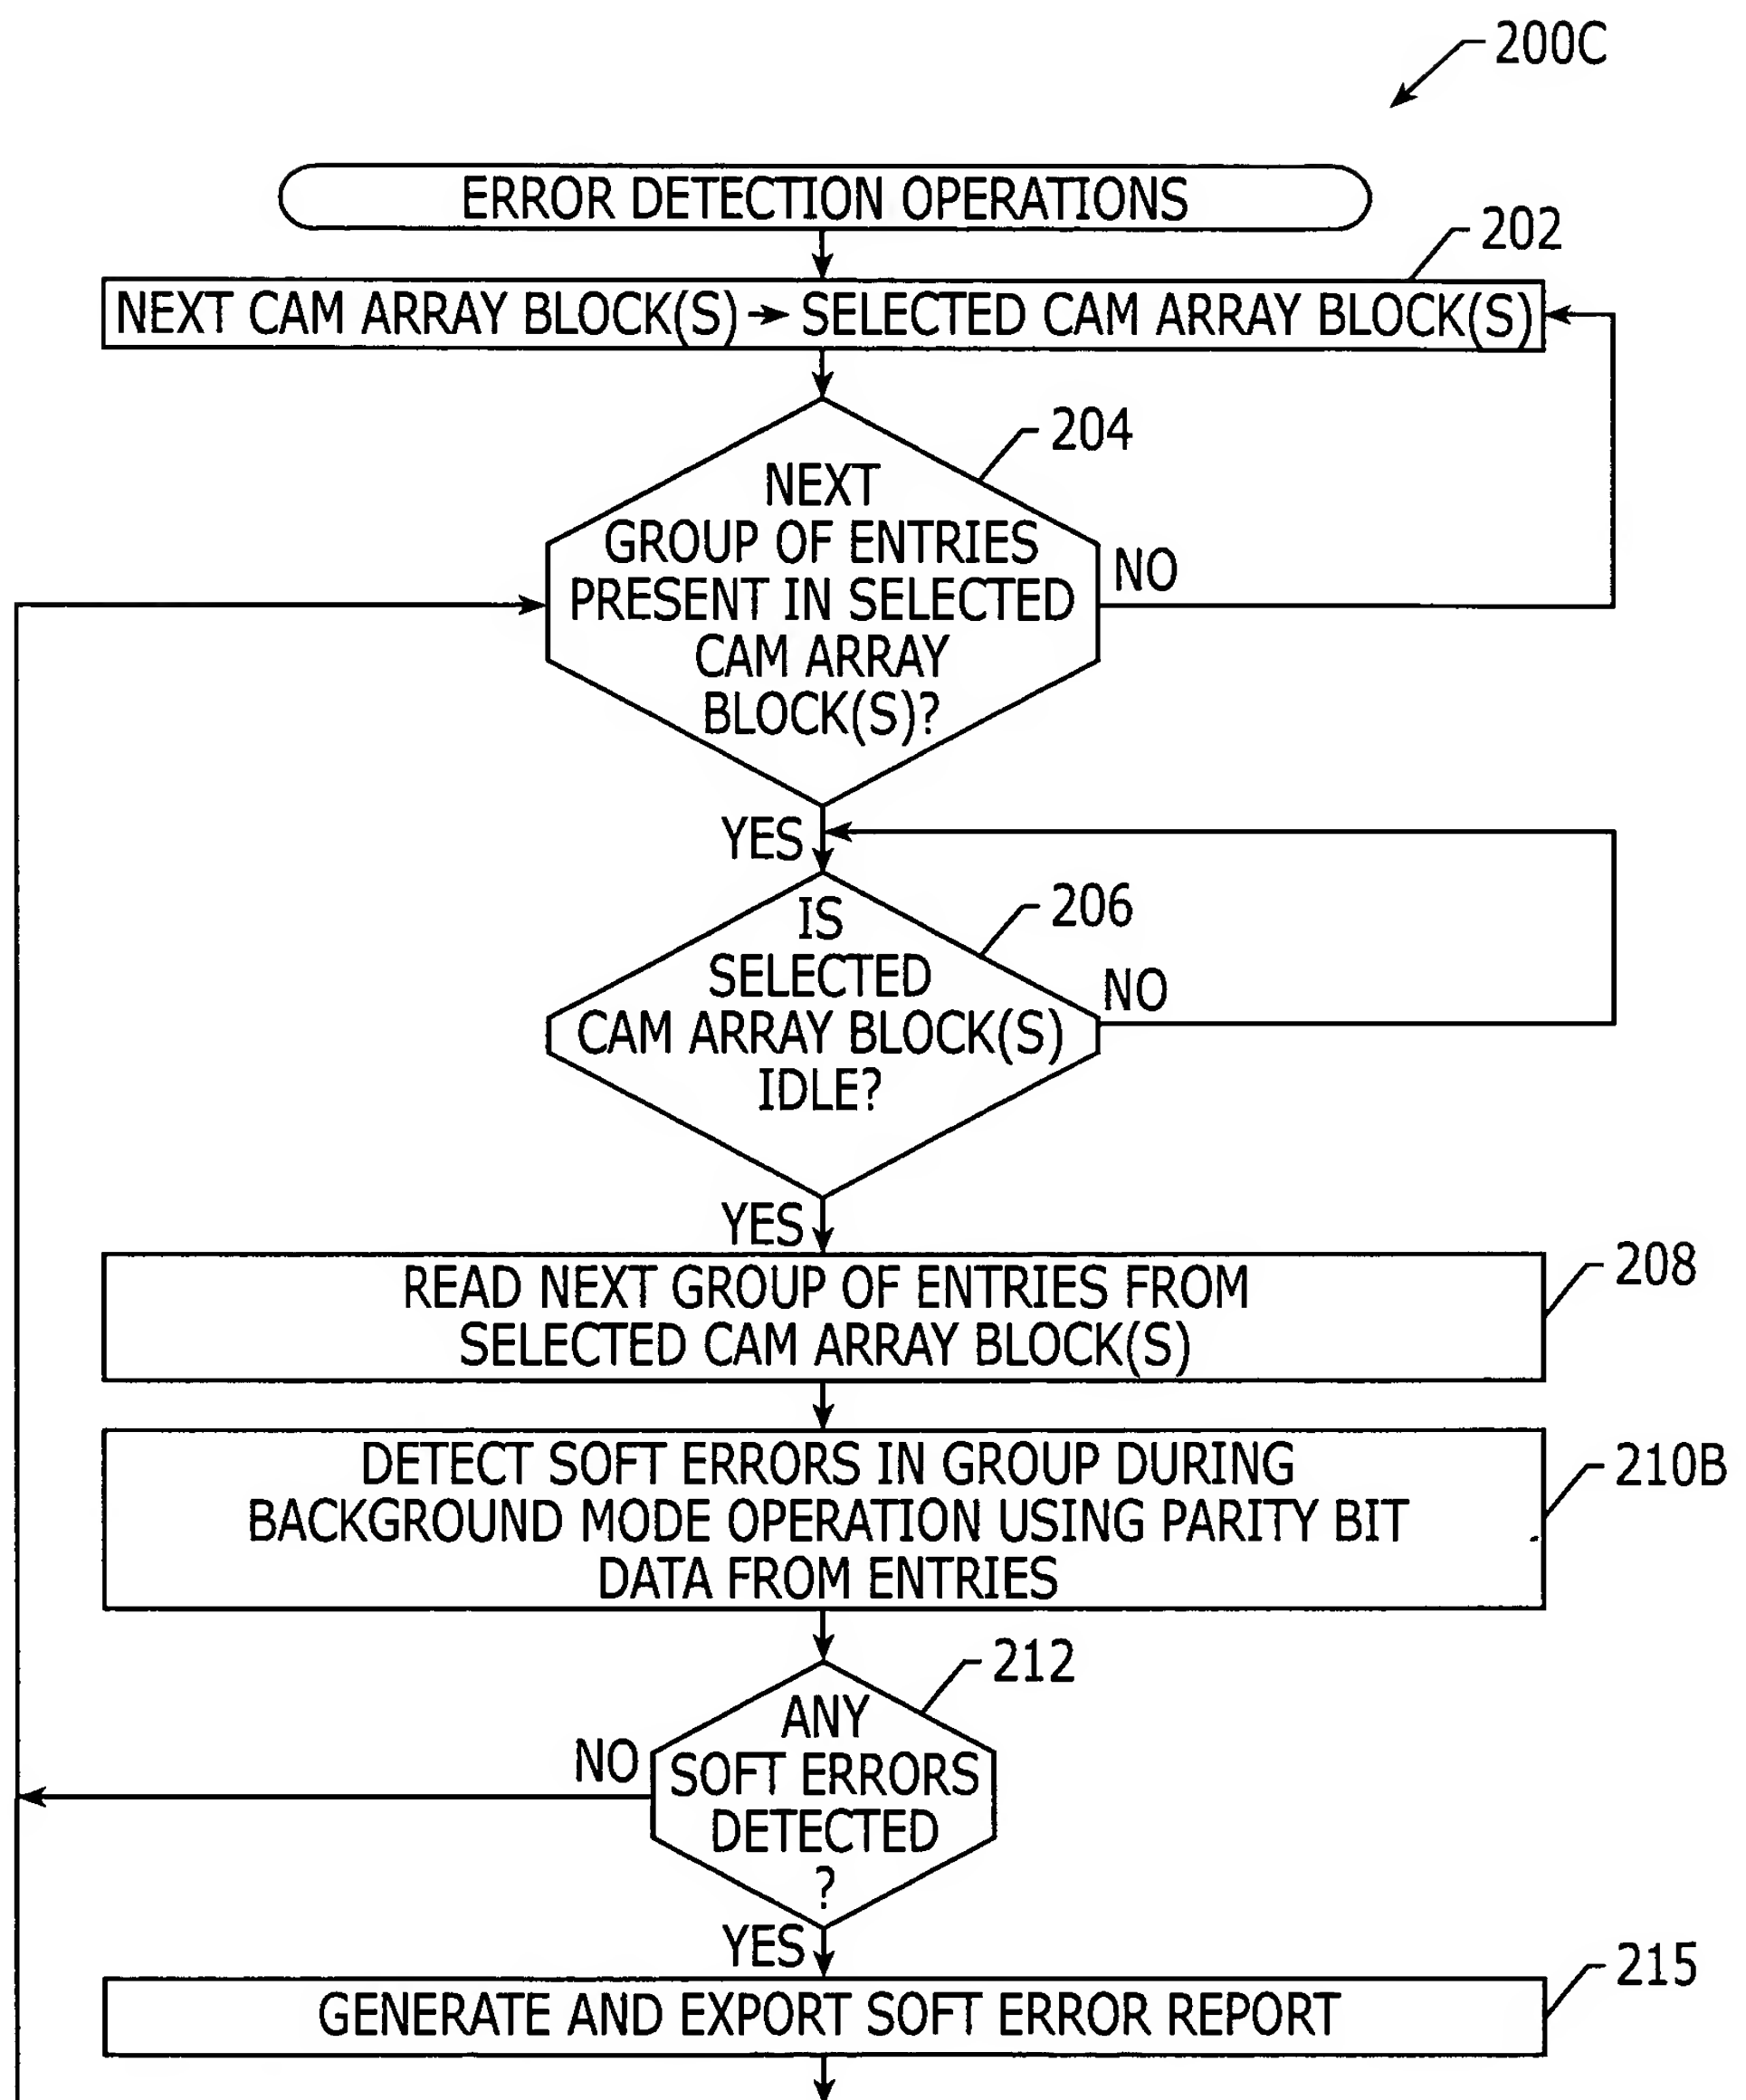 200C
ERROR DETECTION OPERATIONS
202
NEXT CAM ARRAY BLOCK(S) → SELECTED CAM ARRAY BLOCK(S)
204
NEXT
GROUP OF ENTRIES
PRESENT IN SELECTED
CAM ARRAY
BLOCK(S)?
NO
YES
206
IS
SELECTED
CAM ARRAY BLOCK(S)
IDLE?
NO
YES
208
READ NEXT GROUP OF ENTRIES FROM
SELECTED CAM ARRAY BLOCK(S)
210B
DETECT SOFT ERRORS IN GROUP DURING
BACKGROUND MODE OPERATION USING PARITY BIT
DATA FROM ENTRIES
212
ANY
SOFT ERRORS
DETECTED
?
NO
YES
215
GENERATE AND EXPORT SOFT ERROR REPORT